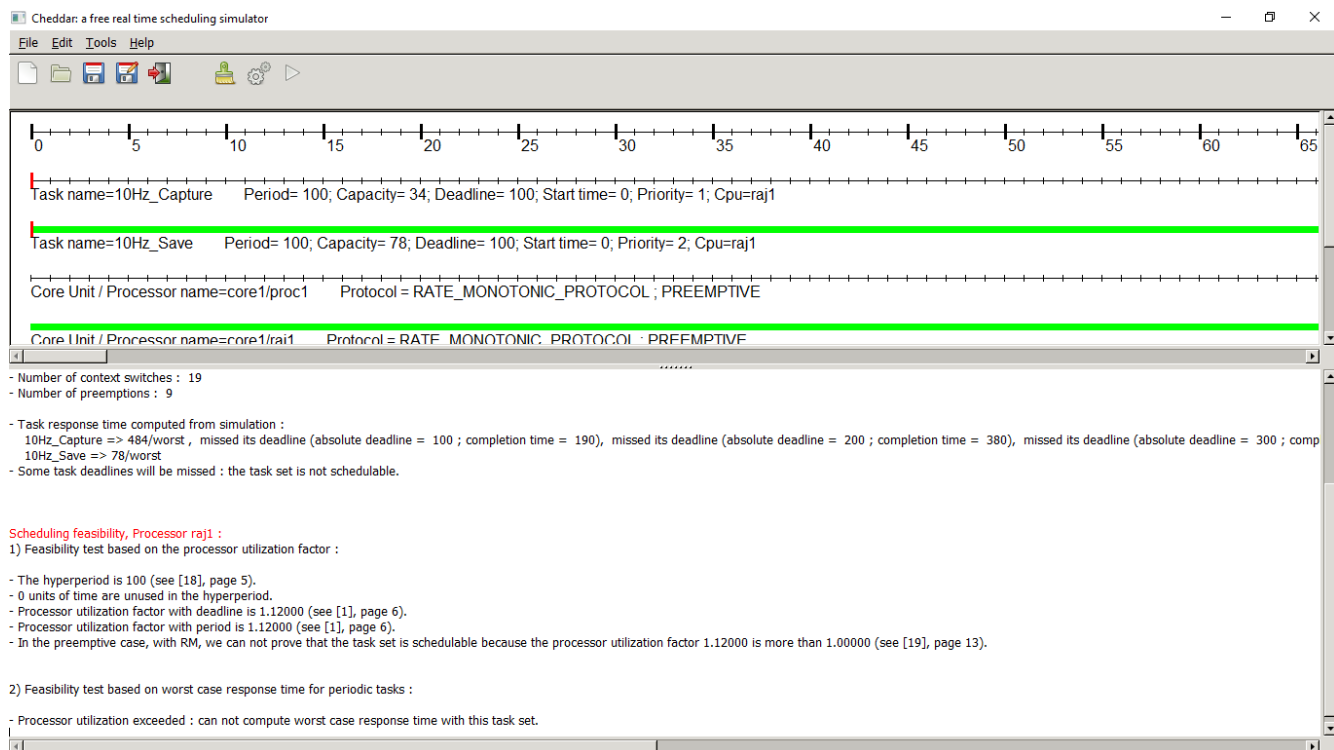 Cheddar: a free real time scheduling simulator
File Edit Tools Help
0 5 10 15 20 25 30 35 40 45 50 55 60 65
Task name=10Hz_Capture Period= 100; Capacity= 34; Deadline= 100; Start time= 0; Priority= 1; Cpu=raj1
Task name=10Hz_Save Period= 100; Capacity= 78; Deadline= 100; Start time= 0; Priority= 2; Cpu=raj1
Core Unit / Processor name=core1/proc1 Protocol = RATE_MONOTONIC_PROTOCOL ; PREEMPTIVE
Core Unit / Processor name=core1/raj1 Protocol = RATE_MONOTONIC_PROTOCOL ; PREEMPTIVE
- Number of context switches : 19
- Number of preemptions : 9
- Task response time computed from simulation :
10Hz_Capture => 484/worst , missed its deadline (absolute deadline = 100 ; completion time = 190), missed its deadline (absolute deadline = 200 ; completion time = 380), missed its deadline (absolute deadline = 300 ; comp
10Hz_Save => 78/worst
- Some task deadlines will be missed : the task set is not schedulable.
Scheduling feasibility, Processor raj1 :
1) Feasibility test based on the processor utilization factor :
- The hyperperiod is 100 (see [18], page 5).
- 0 units of time are unused in the hyperperiod.
- Processor utilization factor with deadline is 1.12000 (see [1], page 6).
- Processor utilization factor with period is 1.12000 (see [1], page 6).
- In the preemptive case, with RM, we can not prove that the task set is schedulable because the processor utilization factor 1.12000 is more than 1.00000 (see [19], page 13).
2) Feasibility test based on worst case response time for periodic tasks :
- Processor utilization exceeded : can not compute worst case response time with this task set.